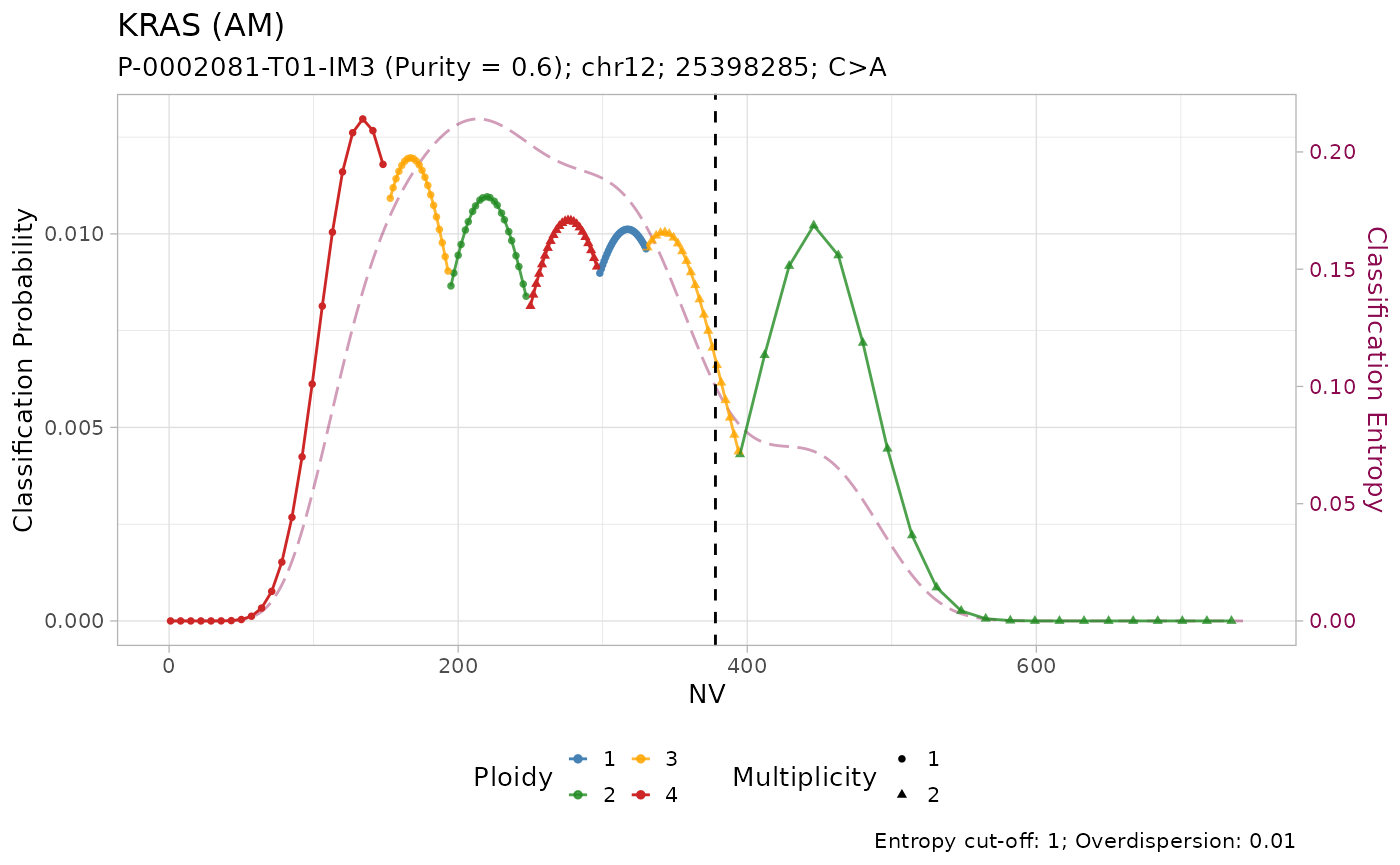 KRAS (AM)
P-0002081-T01-IM3 (Purity = 0.6); chr12; 25398285; C>A
Classification Probability
0.010
0.005
0.000
0.20
0.15
0.10
0.05
0.00
Classification Entropy
0 200 400 600
NV
Ploidy 1 3 Multiplicity 1
2 4 2
Entropy cut-off: 1; Overdispersion: 0.01